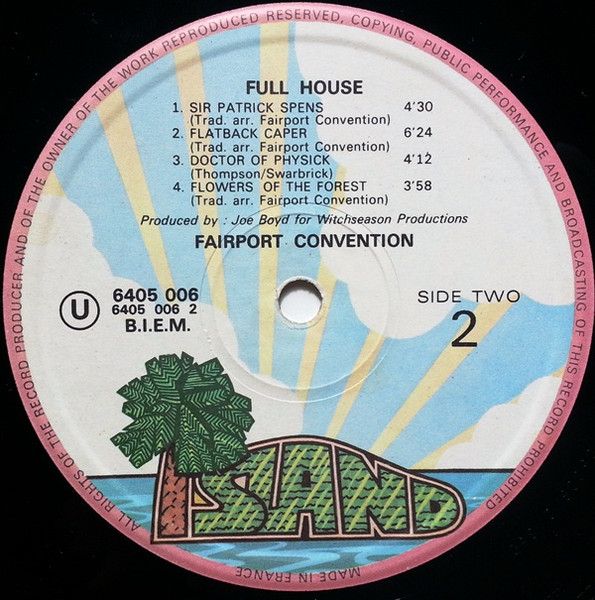 ALL RIGHTS OF THE RECORD PRODUCER AND OF THE OWNER OF THE WORK REPRODUCED RESERVED, COPYING, PUBLIC PERFORMANCE AND BROADCASTING OF THIS RECORD PROHIBITED
FULL HOUSE
1. SIR PATRICK SPENS 4'30
(Trad. arr. Fairport Convention)
2. FLATBACK CAPER 6'24
(Trad. arr. Fairport Convention)
3. DOCTOR OF PHYSICK 4'12
(Thompson/Swarbrick)
4. FLOWERS OF THE FOREST 3'58
(Trad. arr. Fairport Convention)
Produced by : Joe Boyd for Witchseason Productions
FAIRPORT CONVENTION
U
6405 006
6405 006 2
B.I.E.M.
SIDE TWO
2
ISLAND
MADE IN FRANCE